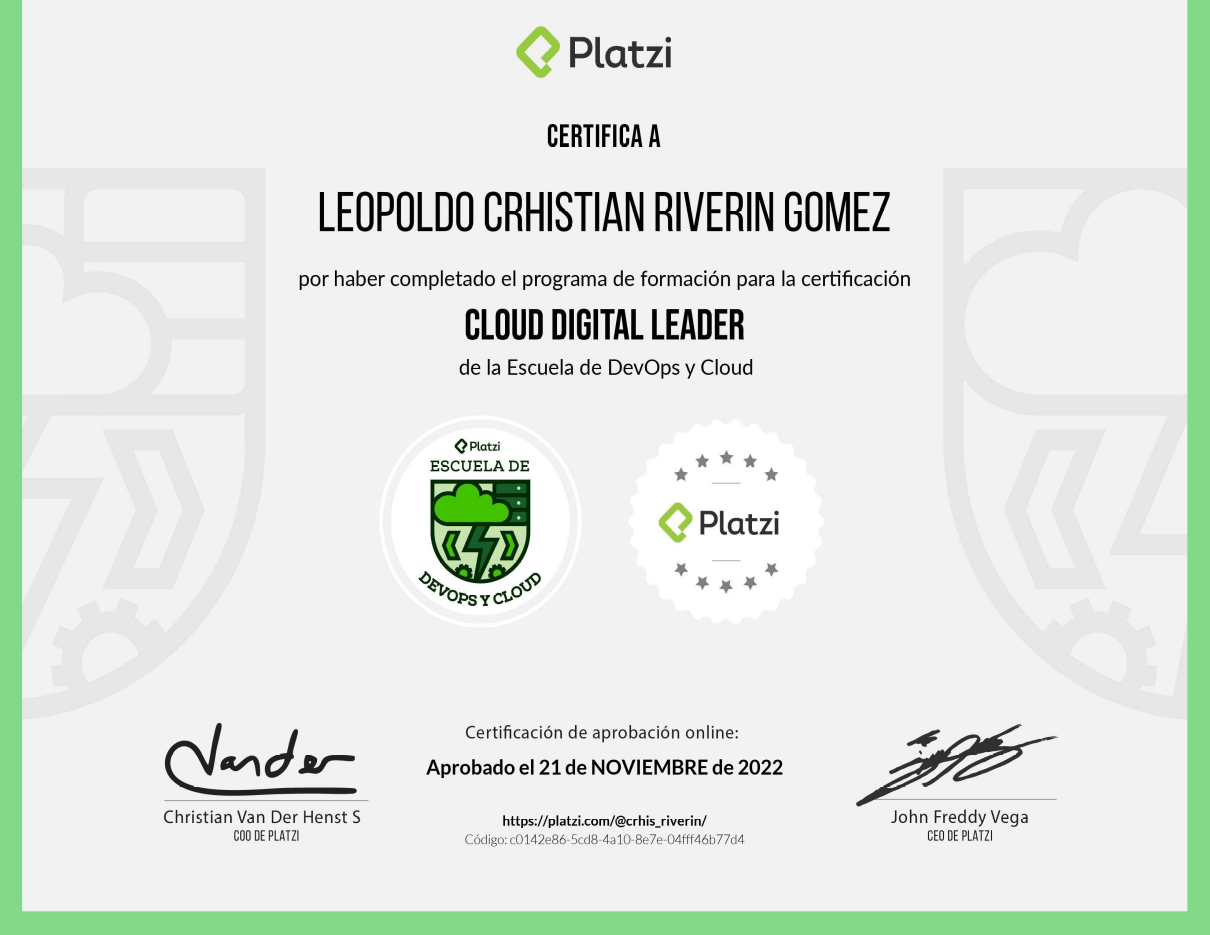 Platzi
CERTIFICA A
LEOPOLDO CRHISTIAN RIVERIN GOMEZ
por haber completado el programa de formación para la certificación
CLOUD DIGITAL LEADER
de la Escuela de DevOps y Cloud
Platzi
ESCUELA DE
DEVOPS Y CLOUD
Platzi
Vander
Christian Van Der Henst S
COO DE PLATZI
Certificación de aprobación online:
Aprobado el 21 de NOVIEMBRE de 2022
https://platzi.com/@crhis_riverin/
Código: c0142e86-5cd8-4a10-8e7e-04fff46b77d4
John Freddy Vega
CEO DE PLATZI